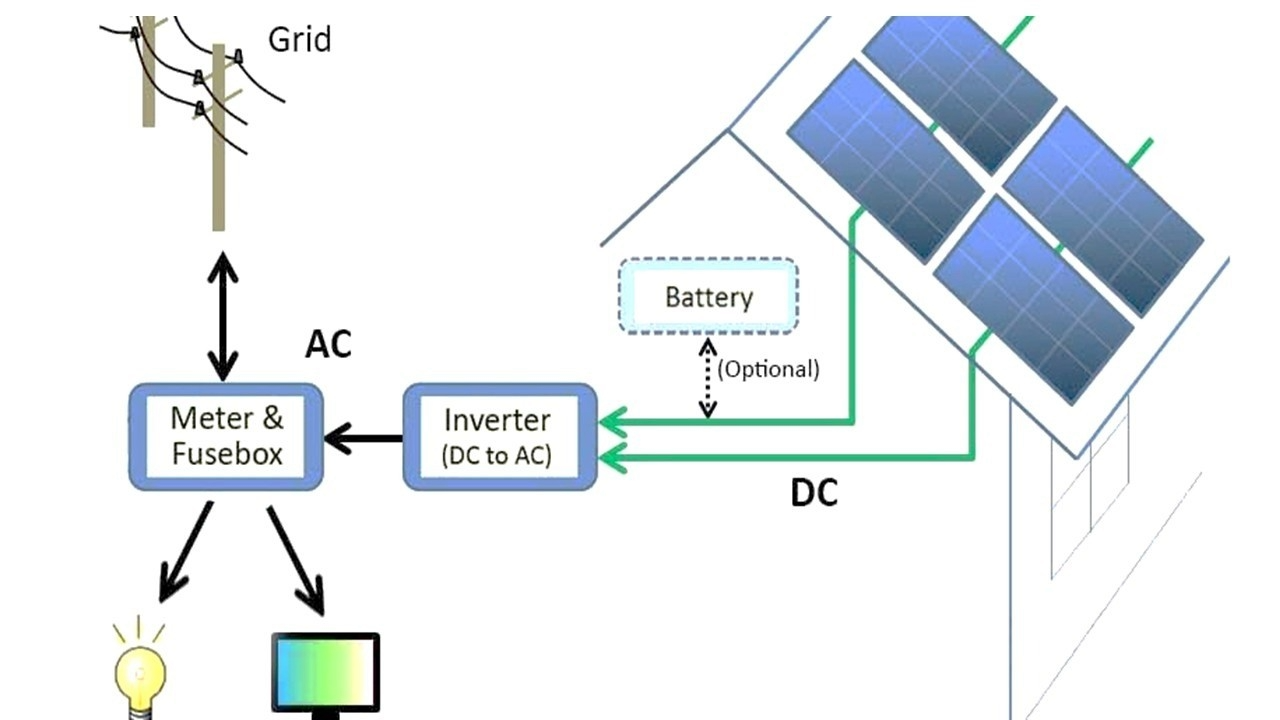 Grid
AC
Battery
(Optional)
Meter &
Fusebox
Inverter
(DC to AC)
DC